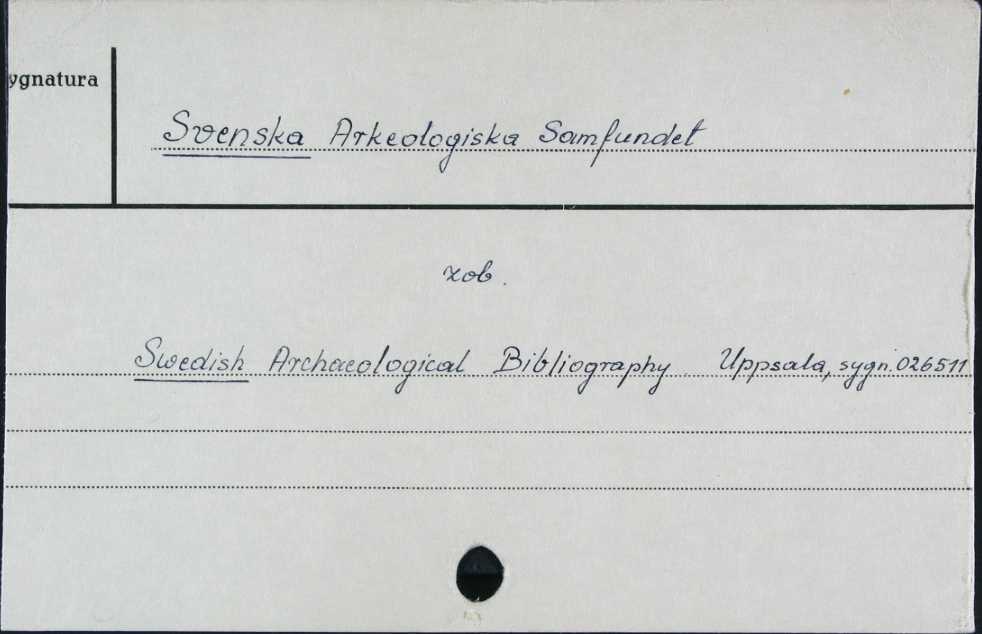 ygnatura
Svenska Arkeologiska Samfundet
zob.
Swedish Archaeological Bibliography. Uppsala, sygn. 026511